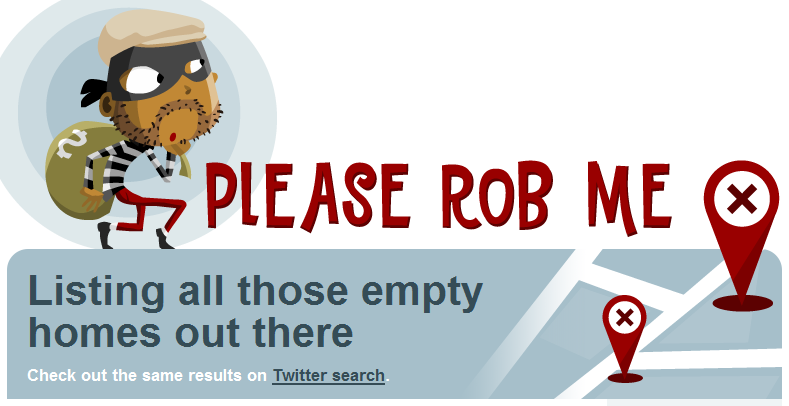 PLEASE ROB ME
Listing all those empty
homes out there
Check out the same results on Twitter search.